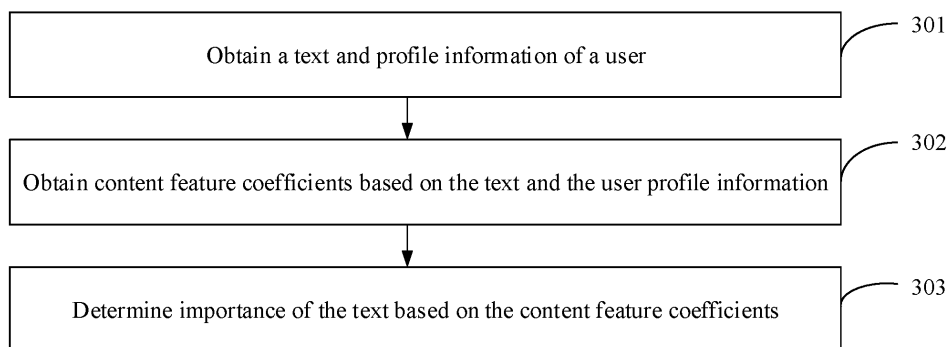 301
Obtain a text and profile information of a user
302
Obtain content feature coefficients based on the text and the user profile information
303
Determine importance of the text based on the content feature coefficients